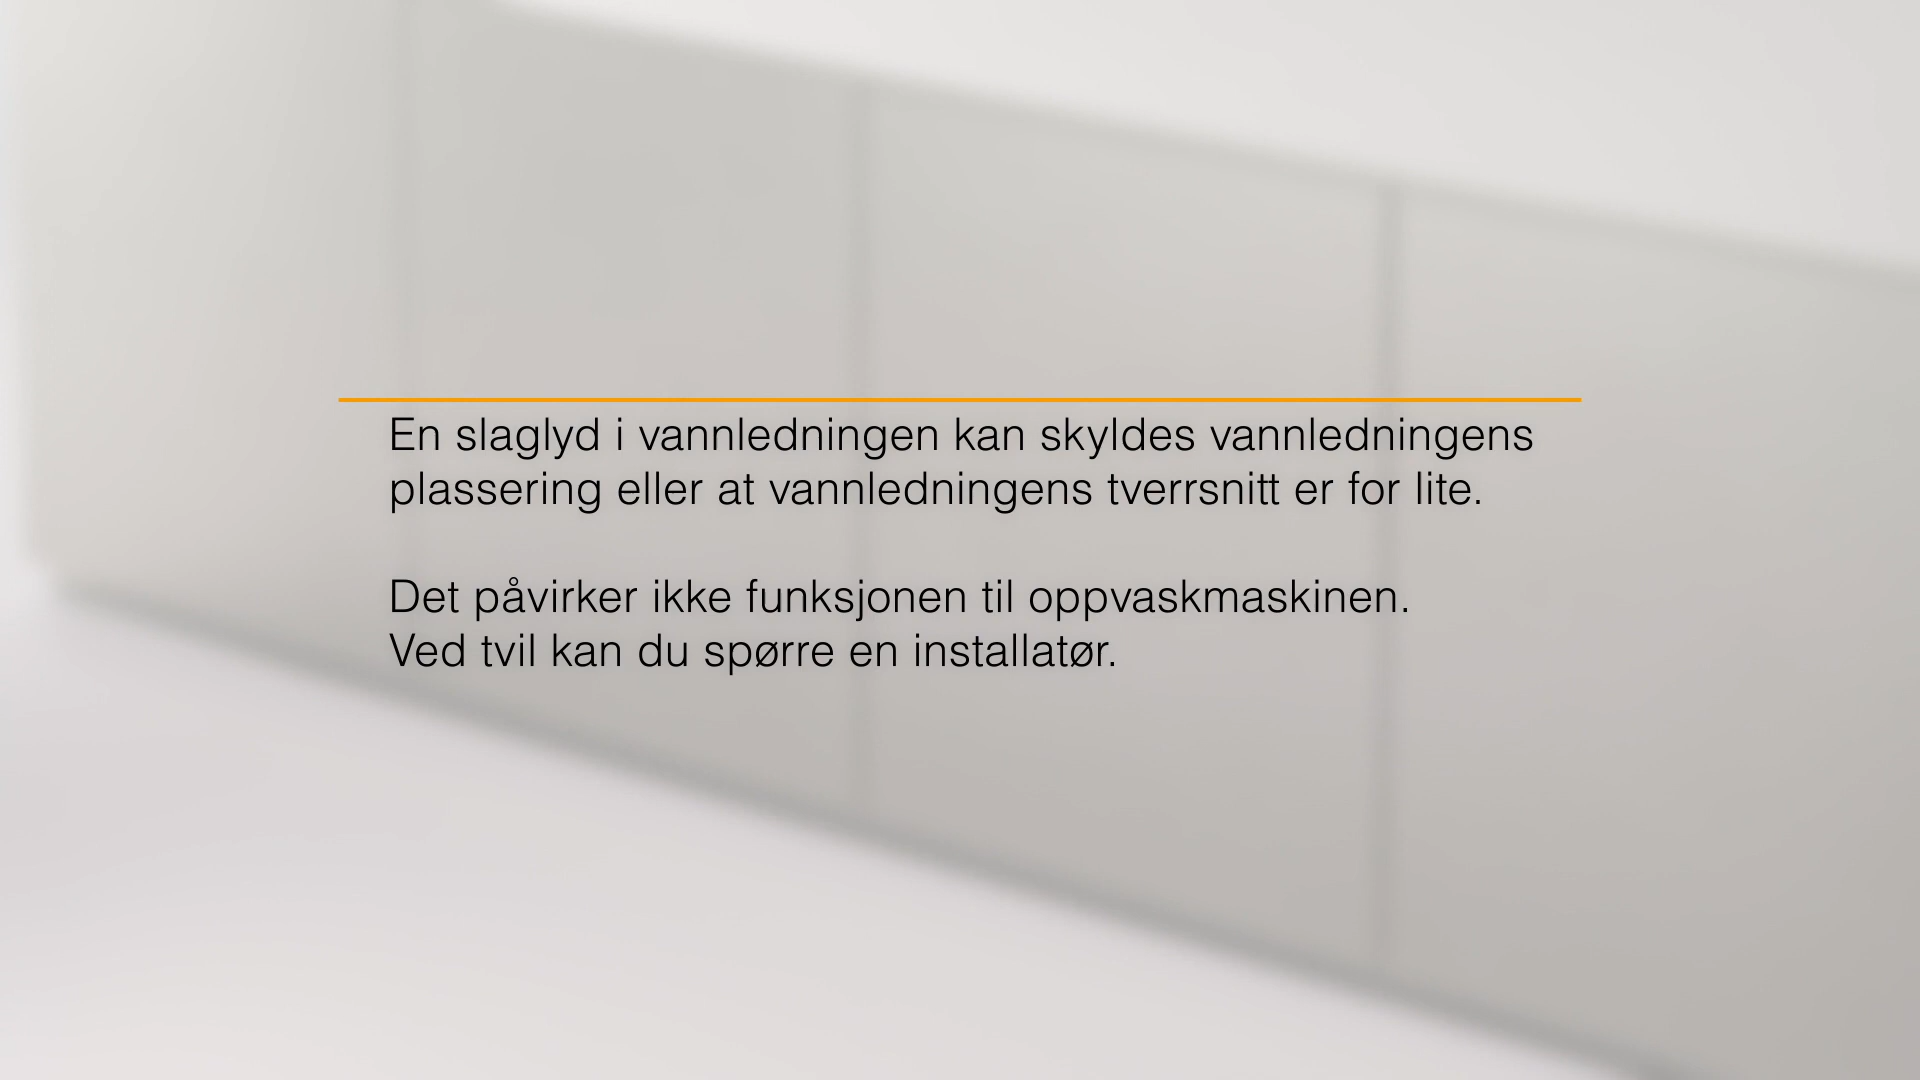 En slaglyd i vannledningen kan skyldes vannledningens
plassering eller at vannledningens tverrsnitt er for lite.
Det påvirker ikke funksjonen til oppvaskmaskinen.
Ved tvil kan du spørre en installatør.